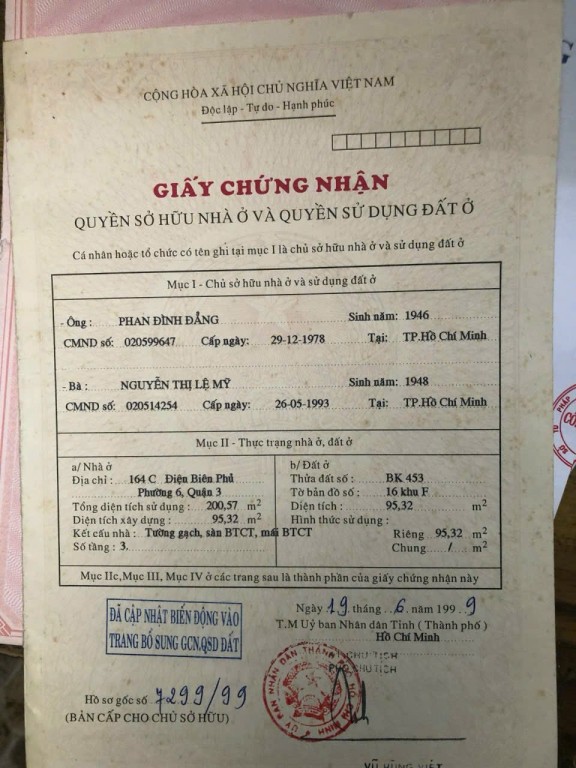 CỘNG HÒA XÃ HỘI CHỦ NGHĨA VIỆT NAM
Độc lập - Tự do - Hạnh phúc
GIẤY CHỨNG NHẬN
QUYỀN SỞ HỮU NHÀ Ở VÀ QUYỀN SỬ DỤNG ĐẤT Ở
Cá nhân hoặc tổ chức có tên ghi tại mục I là chủ sở hữu nhà ở và sử dụng đất ở
Mục I - Chủ sở hữu nhà ở và sử dụng đất ở
- Ông : PHAN ĐÌNH ĐẲNG Sinh năm: 1946
CMND số: 020599647 Cấp ngày: 29-12-1978 Tại: TP.Hồ Chí Minh
- Bà : NGUYỄN THỊ LỆ MỸ Sinh năm: 1948
CMND số: 020514254 Cấp ngày: 26-05-1993 Tại: TP.Hồ Chí Minh
Mục II - Thực trạng nhà ở, đất ở
a/ Nhà ở
Địa chỉ : 164 C Điện Biên Phủ
Phường 6, Quận 3
Tổng diện tích sử dụng : 200,57 m2
Diện tích xây dựng : 95,32 m2
Kết cấu nhà : Tường gạch, sàn BTCT, mái BTCT
Số tầng : 3.
b/ Đất ở
Thửa đất số : BK 453
Tờ bản đồ số : 16 khu F
Diện tích : 95,32 m2
Hình thức sử dụng :
Riêng 95,32 m2
Chung / m2
Mục IIc,Mục III, Mục IV ở các trang sau là thành phần của giấy chứng nhận này
ĐÃ CẬP NHẬT BIẾN ĐỘNG VÀO
TRANG BỔ SUNG GCN,QSD ĐẤT
Ngày 19 tháng 6 năm 1999
T.M Uỷ ban Nhân dân Tỉnh ( Thành phố )
Hồ Chí Minh
Hồ sơ gốc số 7299/99
(BẢN CẤP CHO CHỦ SỞ HỮU)